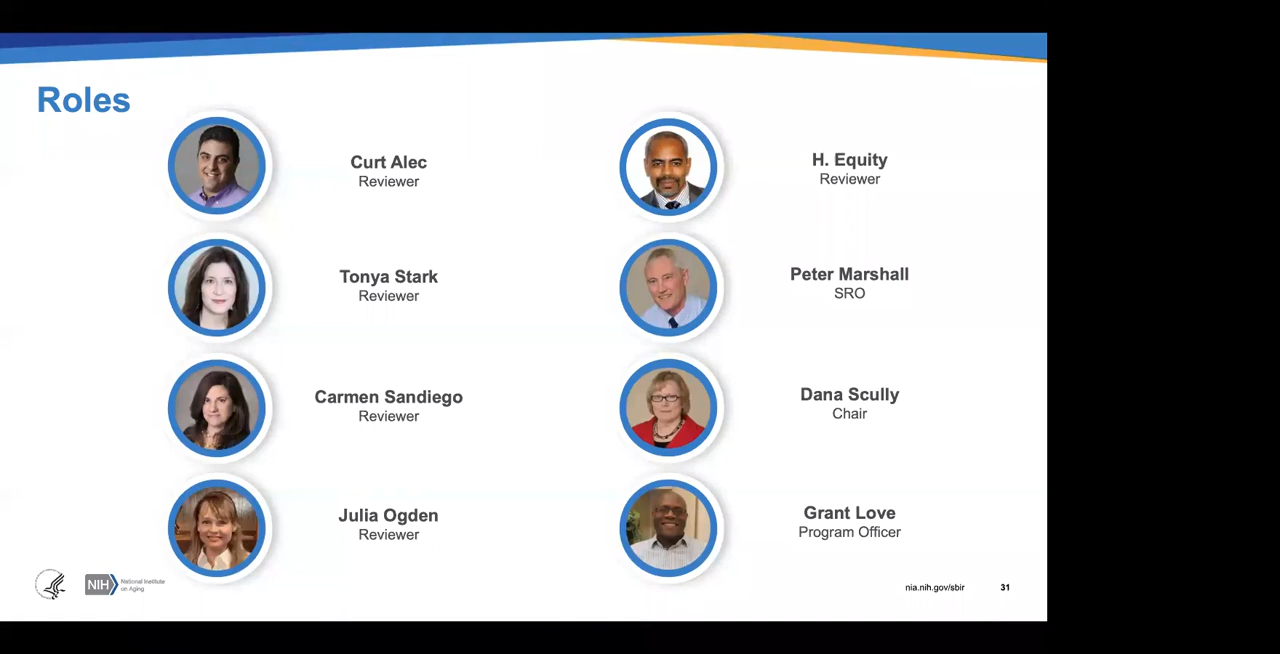 Roles
Curt Alec
Reviewer
H. Equity
Reviewer
Tonya Stark
Reviewer
Peter Marshall
SRO
Carmen Sandiego
Reviewer
Dana Scully
Chair
Julia Ogden
Reviewer
Grant Love
Program Officer
NIH
National Institute
on Aging
nia.nih.gov/sbir
31